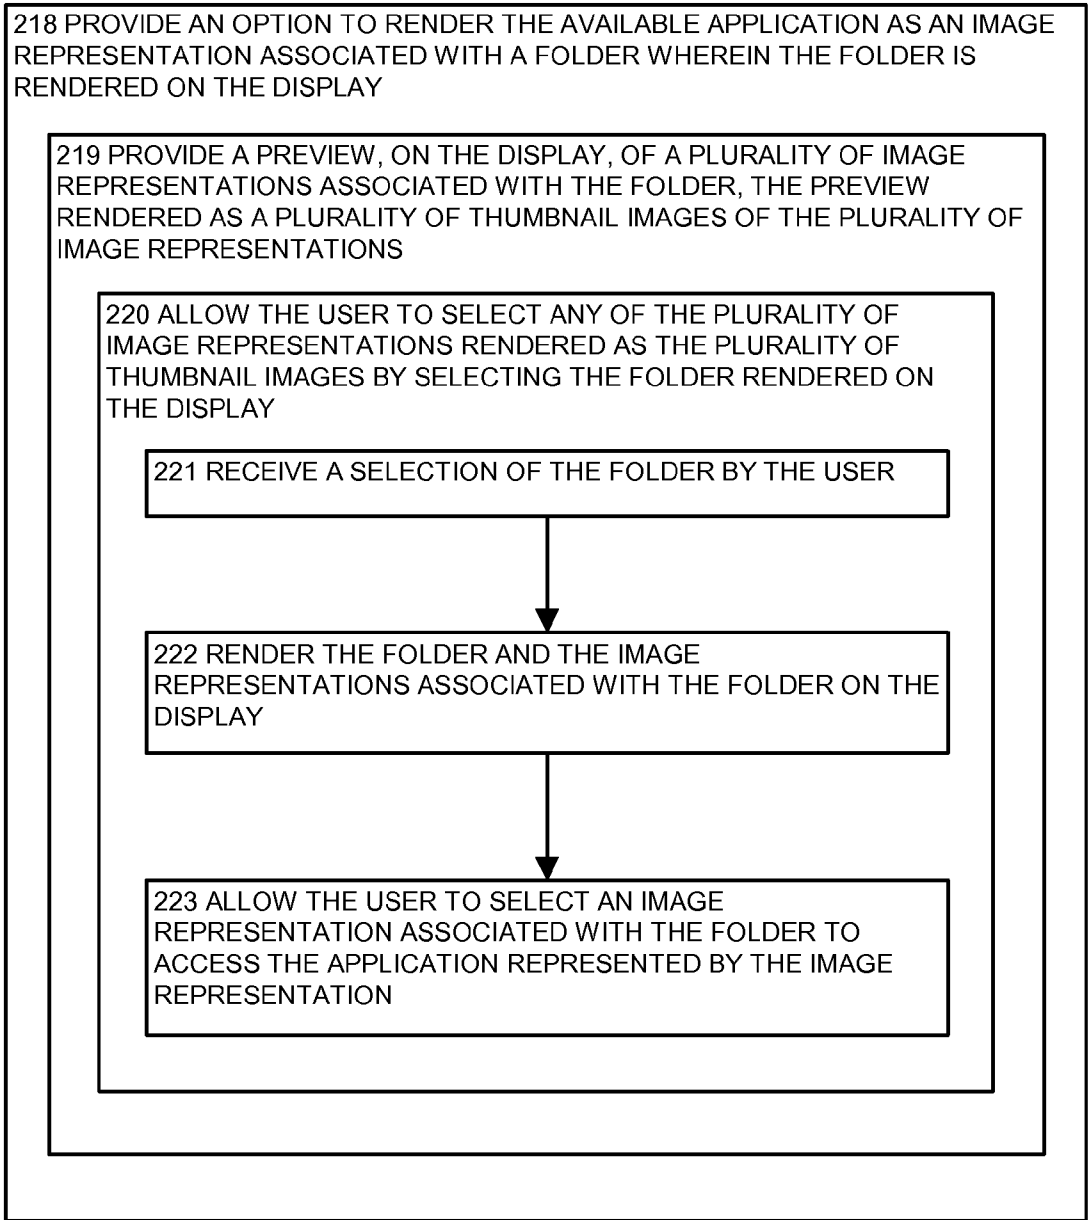 218 PROVIDE AN OPTION TO RENDER THE AVAILABLE APPLICATION AS AN IMAGE
REPRESENTATION ASSOCIATED WITH A FOLDER WHEREIN THE FOLDER IS
RENDERED ON THE DISPLAY
219 PROVIDE A PREVIEW, ON THE DISPLAY, OF A PLURALITY OF IMAGE
REPRESENTATIONS ASSOCIATED WITH THE FOLDER, THE PREVIEW
RENDERED AS A PLURALITY OF THUMBNAIL IMAGES OF THE PLURALITY OF
IMAGE REPRESENTATIONS
220 ALLOW THE USER TO SELECT ANY OF THE PLURALITY OF
IMAGE REPRESENTATIONS RENDERED AS THE PLURALITY OF
THUMBNAIL IMAGES BY SELECTING THE FOLDER RENDERED ON
THE DISPLAY
221 RECEIVE A SELECTION OF THE FOLDER BY THE USER
222 RENDER THE FOLDER AND THE IMAGE
REPRESENTATIONS ASSOCIATED WITH THE FOLDER ON THE
DISPLAY
223 ALLOW THE USER TO SELECT AN IMAGE
REPRESENTATION ASSOCIATED WITH THE FOLDER TO
ACCESS THE APPLICATION REPRESENTED BY THE IMAGE
REPRESENTATION